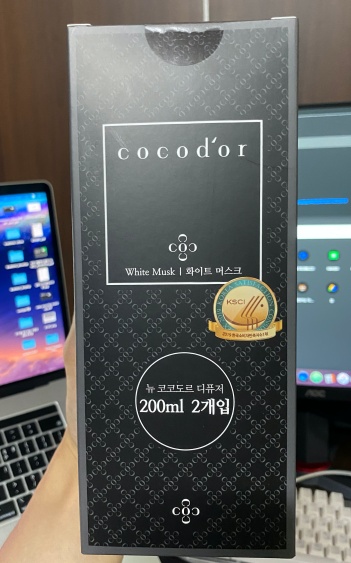 cocod'or
White Musk | 화이트 머스크
KSCI
뉴 코코도르 디퓨저
200ml 2개입
AOC